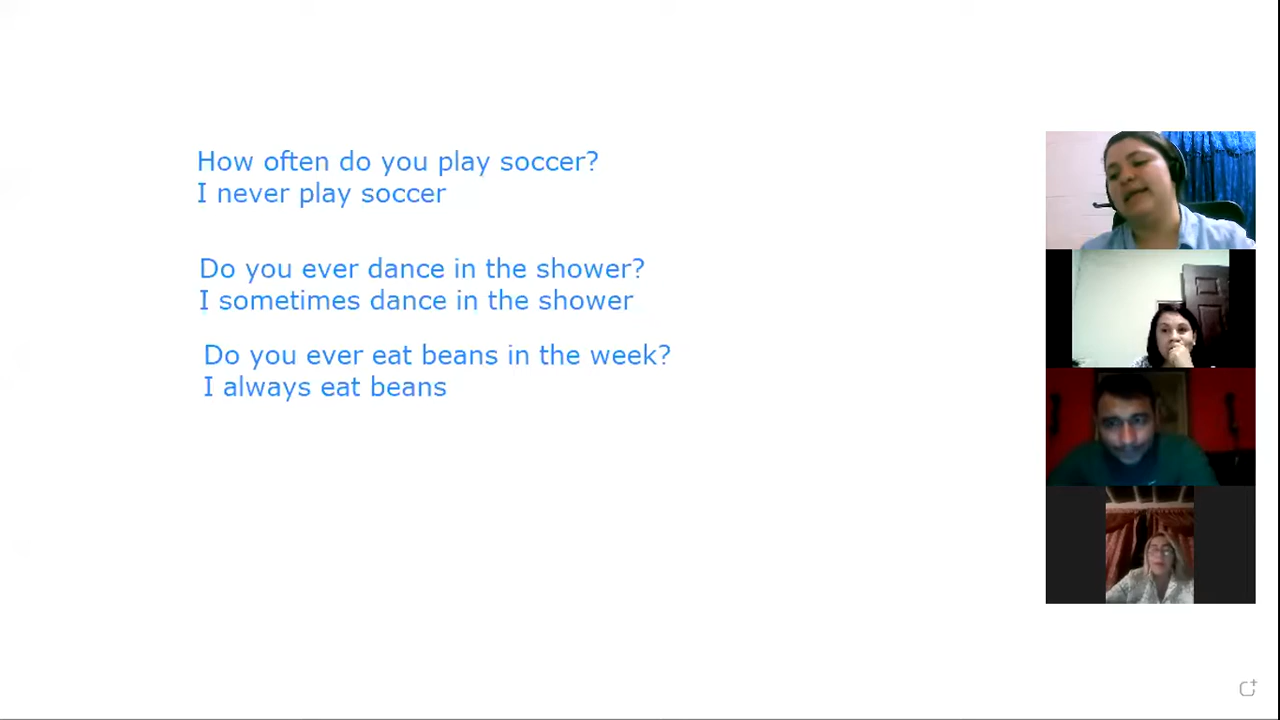 How often do you play soccer?
I never play soccer
Do you ever dance in the shower?
I sometimes dance in the shower
Do you ever eat beans in the week?
I always eat beans